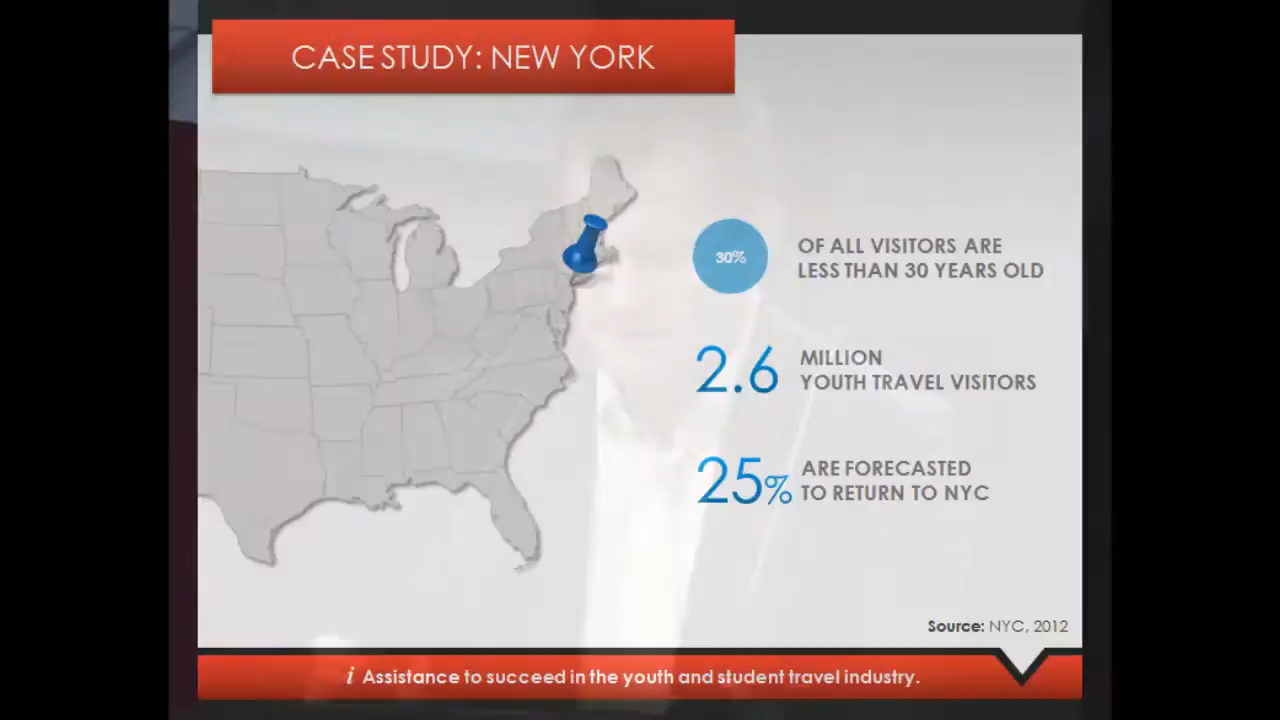 CASE STUDY: NEW YORK
30%
OF ALL VISITORS ARE
LESS THAN 30 YEARS OLD
2.6
MILLION
YOUTH TRAVEL VISITORS
25%
ARE FORECASTED
TO RETURN TO NYC
Source: NYC, 2012
i Assistance to succeed in the youth and student travel industry.